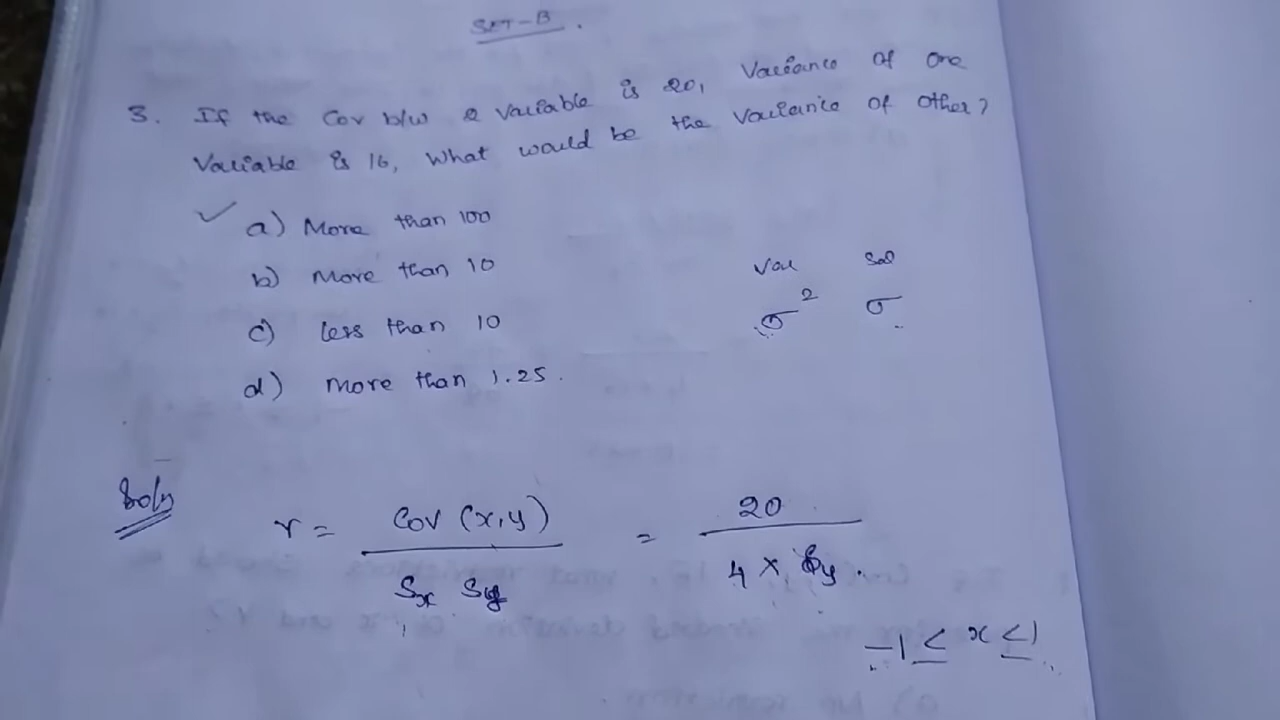 SET-B.
3. If the Cov b/w 2 Variable is 20, Variance of one
Variable is 16, What would be the Variance of Other?
a) More than 100
b) More than 10
c) less than 10
d) more than 1.25.
Var Sd
σ² σ
Soln
r = Cov (x,y) / Sx Sy = 20 / 4 × Sy.
-1 ≤ x ≤ 1